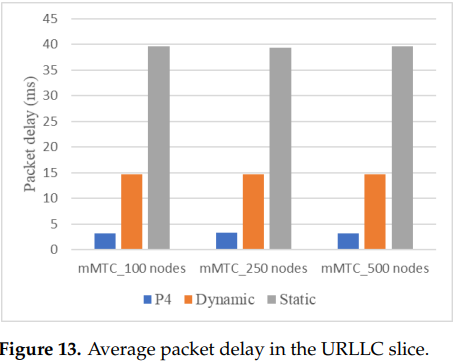 45
40
35
30
25
20
15
10
5
0
Packet delay (ms)
mMTC_100 nodes mMTC_250 nodes mMTC_500 nodes
P4 Dynamic Static
Figure 13. Average packet delay in the URLLC slice.